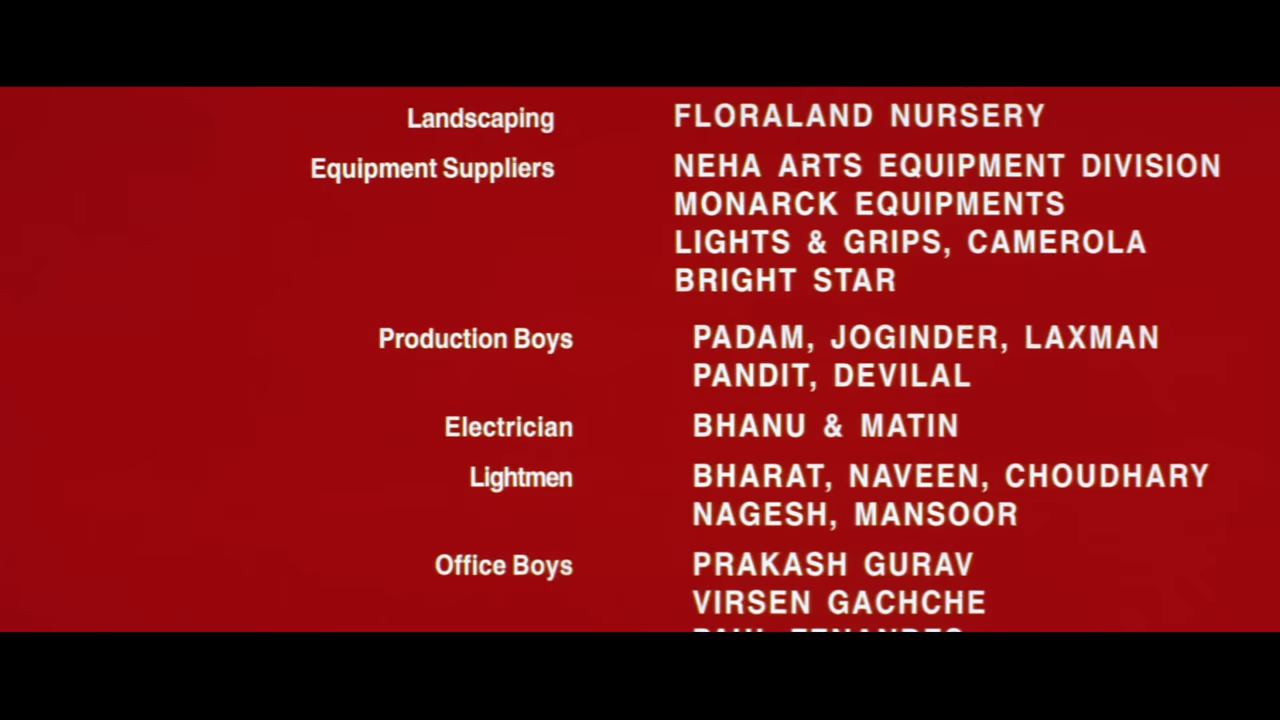 Landscaping FLORALAND NURSERY
Equipment Suppliers NEHA ARTS EQUIPMENT DIVISION
MONARCK EQUIPMENTS
LIGHTS & GRIPS, CAMEROLA
BRIGHT STAR
Production Boys PADAM, JOGINDER, LAXMAN
PANDIT, DEVILAL
Electrician BHANU & MATIN
Lightmen BHARAT, NAVEEN, CHOUDHARY
NAGESH, MANSOOR
Office Boys PRAKASH GURAV
VIRSEN GACHCHE